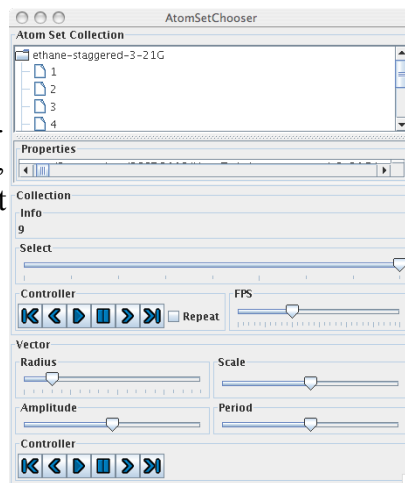 AtomSetChooser
Atom Set Collection
ethane-staggered-3-21G
1
2
3
4
Properties
,
t
Collection
Info
9
Select
Controller
FPS
Repeat
Vector
Radius
Scale
Amplitude
Period
Controller